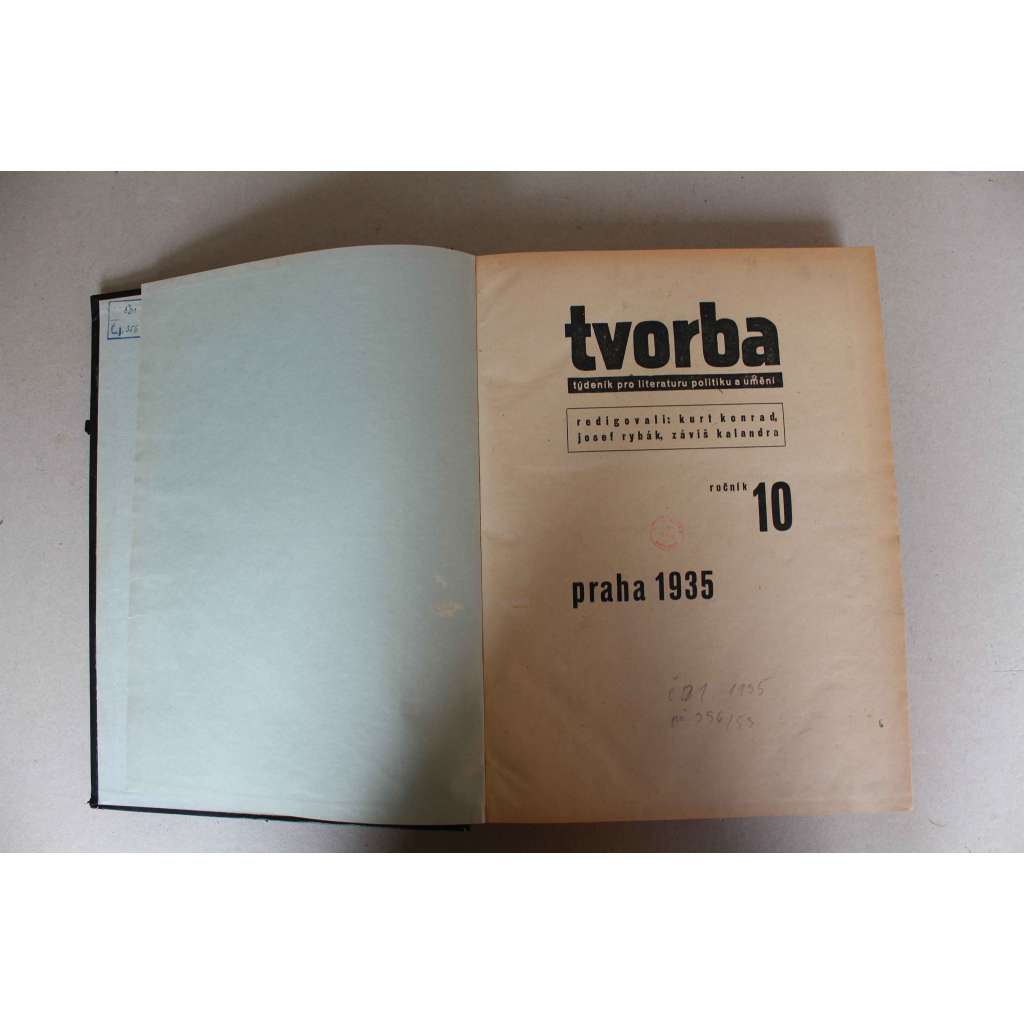 tvorba
týdeník pro literaturu politiku a umění
redigovali: kurt konrad,
josef rybák, záviš kalandra
ročník
10
praha 1935